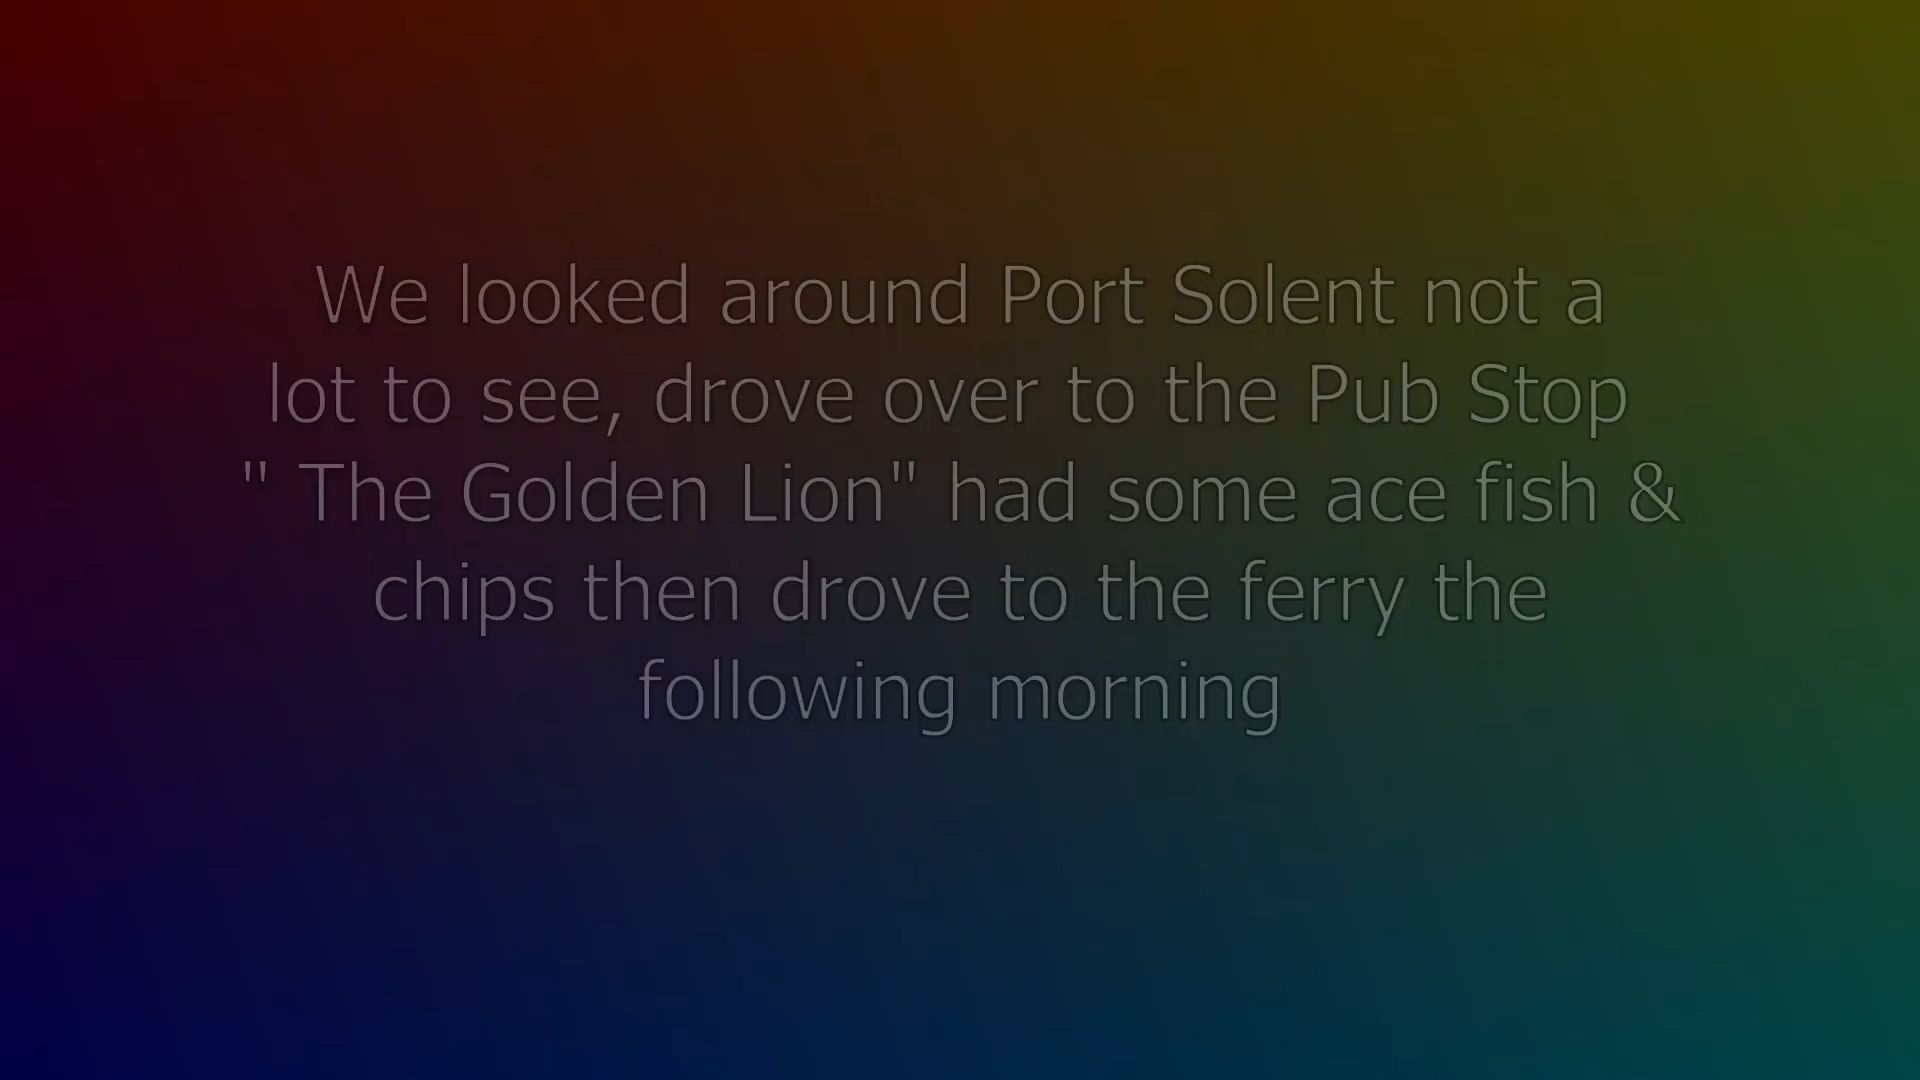 We looked around Port Solent not a
lot to see, drove over to the Pub Stop
" The Golden Lion" had some ace fish &
chips then drove to the ferry the
following morning